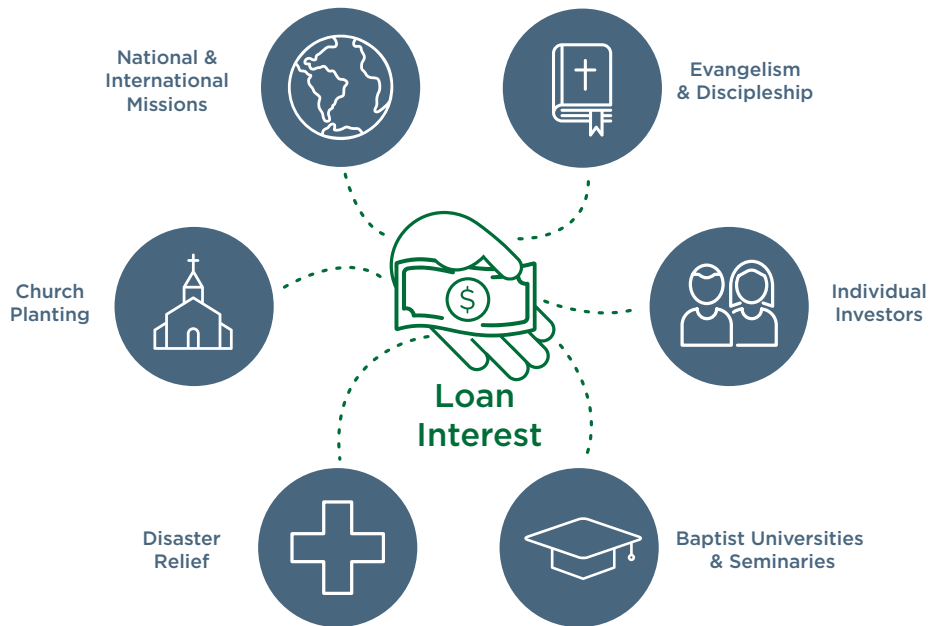 National &
International
Missions
Evangelism
& Discipleship
Church
Planting
$
Individual
Investors
Loan
Interest
Disaster
Relief
Baptist Universities
& Seminaries